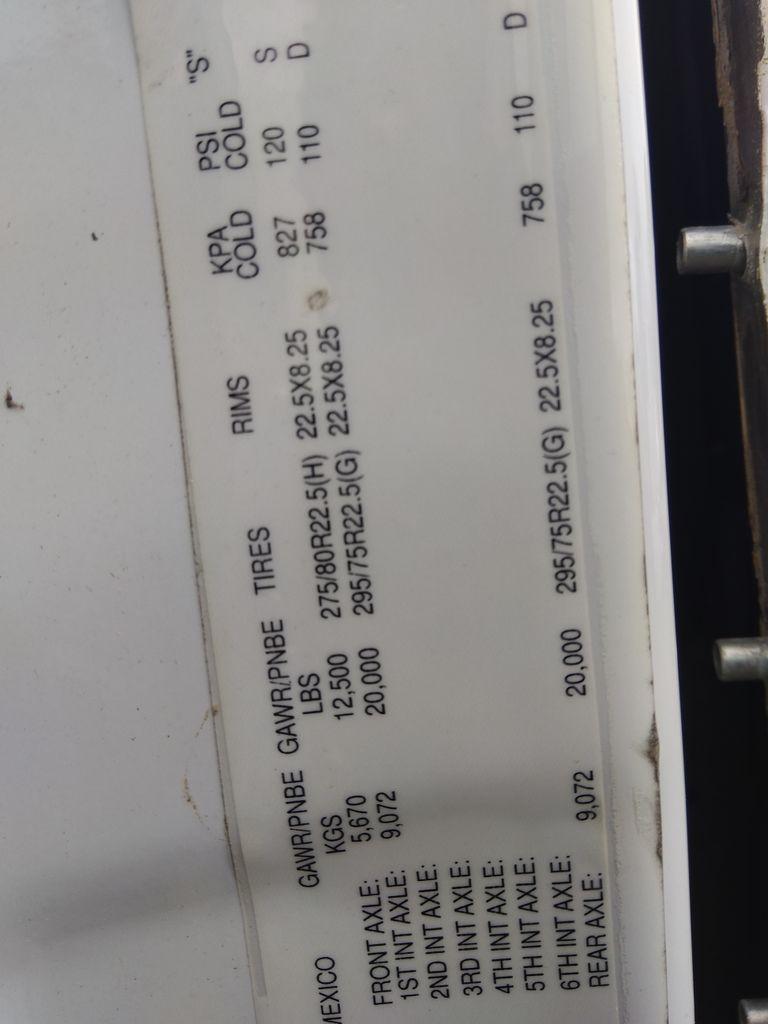 MEXICO
GAWR/PNBE GAWR/PNBE TIRES RIMS KPA PSI "S"
KGS LBS COLD COLD
FRONT AXLE: 5,670 12,500 275/80R22.5(H) 22.5X8.25 827 120 S
1ST INT AXLE: 9,072 20,000 295/75R22.5(G) 22.5X8.25 758 110 D
2ND INT AXLE:
3RD INT AXLE:
4TH INT AXLE:
5TH INT AXLE:
6TH INT AXLE:
REAR AXLE: 9,072 20,000 295/75R22.5(G) 22.5X8.25 758 110 D